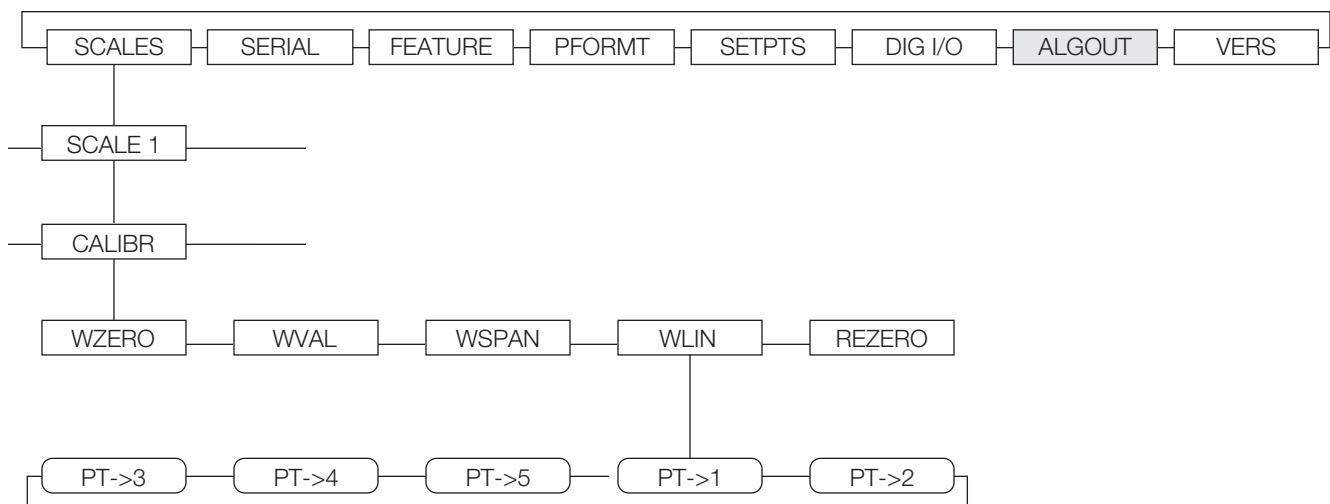 SCALES SERIAL FEATURE PFORMT SETPTS DIG I/O ALGOUT VERS
SCALE 1
CALIBR
WZERO WVAL WSPAN WLIN REZERO
PT->3 PT->4 PT->5 PT->1 PT->2